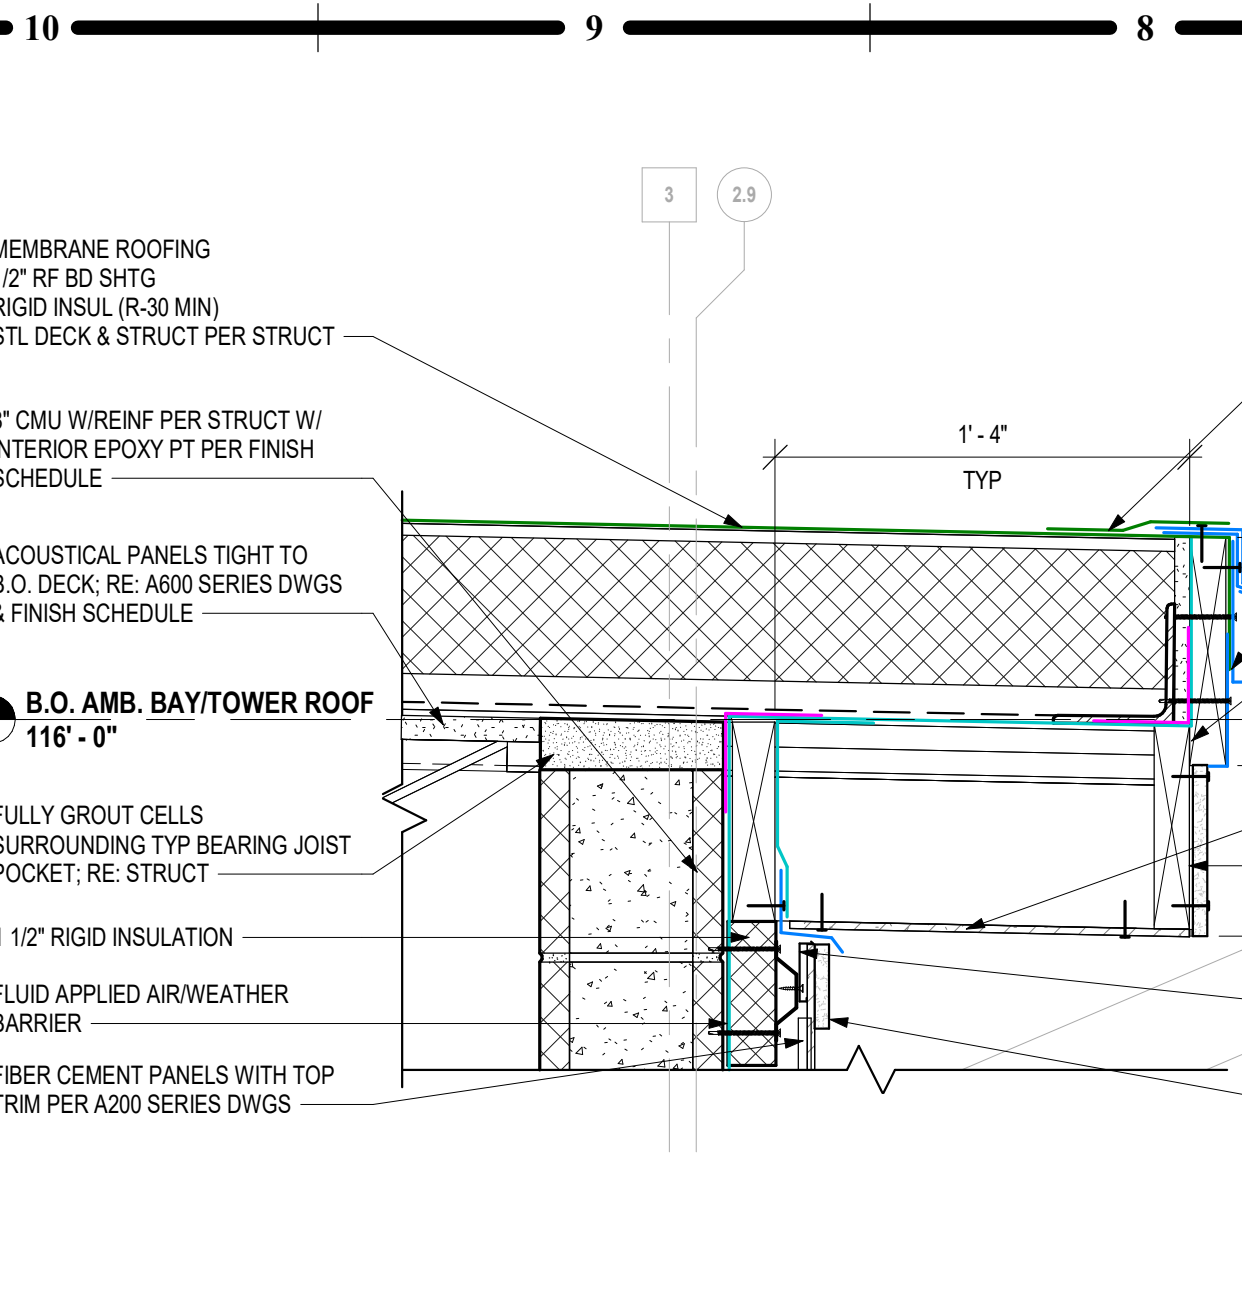 10
9
8
3
2.9
MEMBRANE ROOFING
/2" RF BD SHTG
RIGID INSUL (R-30 MIN)
STL DECK & STRUCT PER STRUCT
8" CMU W/REINF PER STRUCT W/
INTERIOR EPOXY PT PER FINISH
SCHEDULE
1' - 4"
TYP
ACOUSTICAL PANELS TIGHT TO
B.O. DECK; RE: A600 SERIES DWGS
& FINISH SCHEDULE
B.O. AMB. BAY/TOWER ROOF
116' - 0"
FULLY GROUT CELLS
SURROUNDING TYP BEARING JOIST
POCKET; RE: STRUCT
1 1/2" RIGID INSULATION
FLUID APPLIED AIR/WEATHER
BARRIER
FIBER CEMENT PANELS WITH TOP
TRIM PER A200 SERIES DWGS